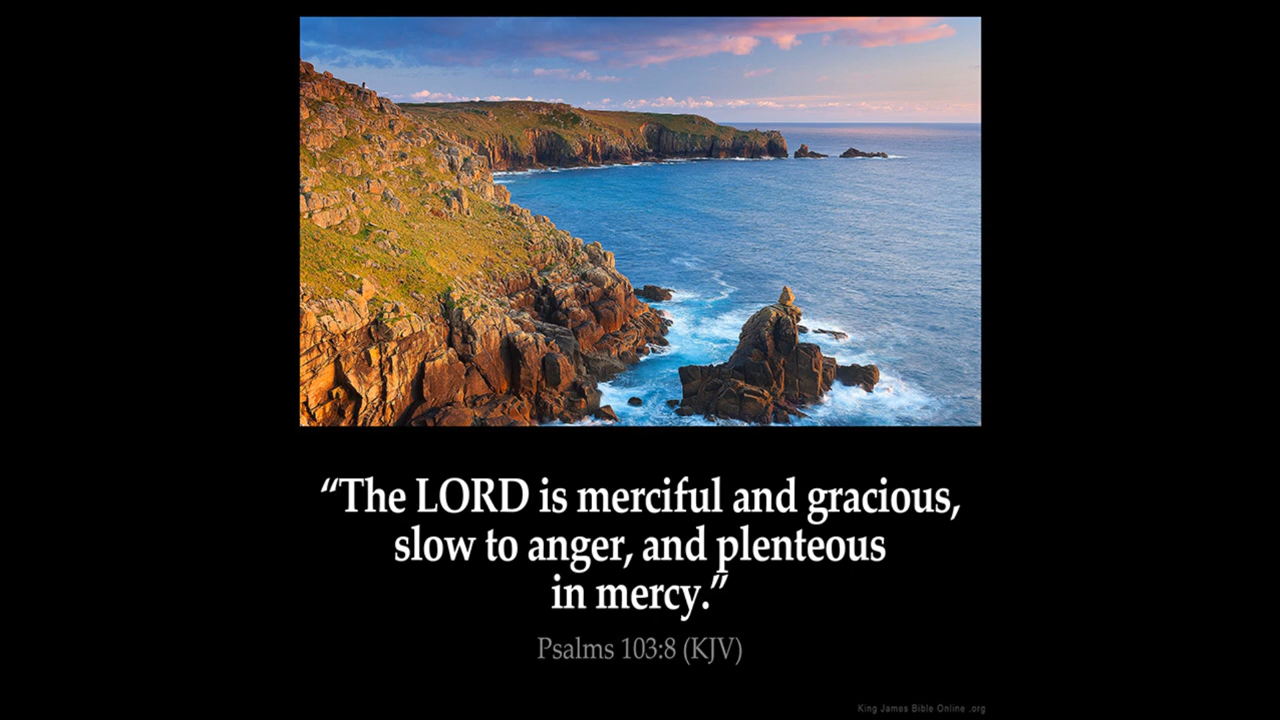 “The LORD is merciful and gracious,
slow to anger, and plenteous
in mercy.”
Psalms 103:8 (KJV)
King James Bible Online .org